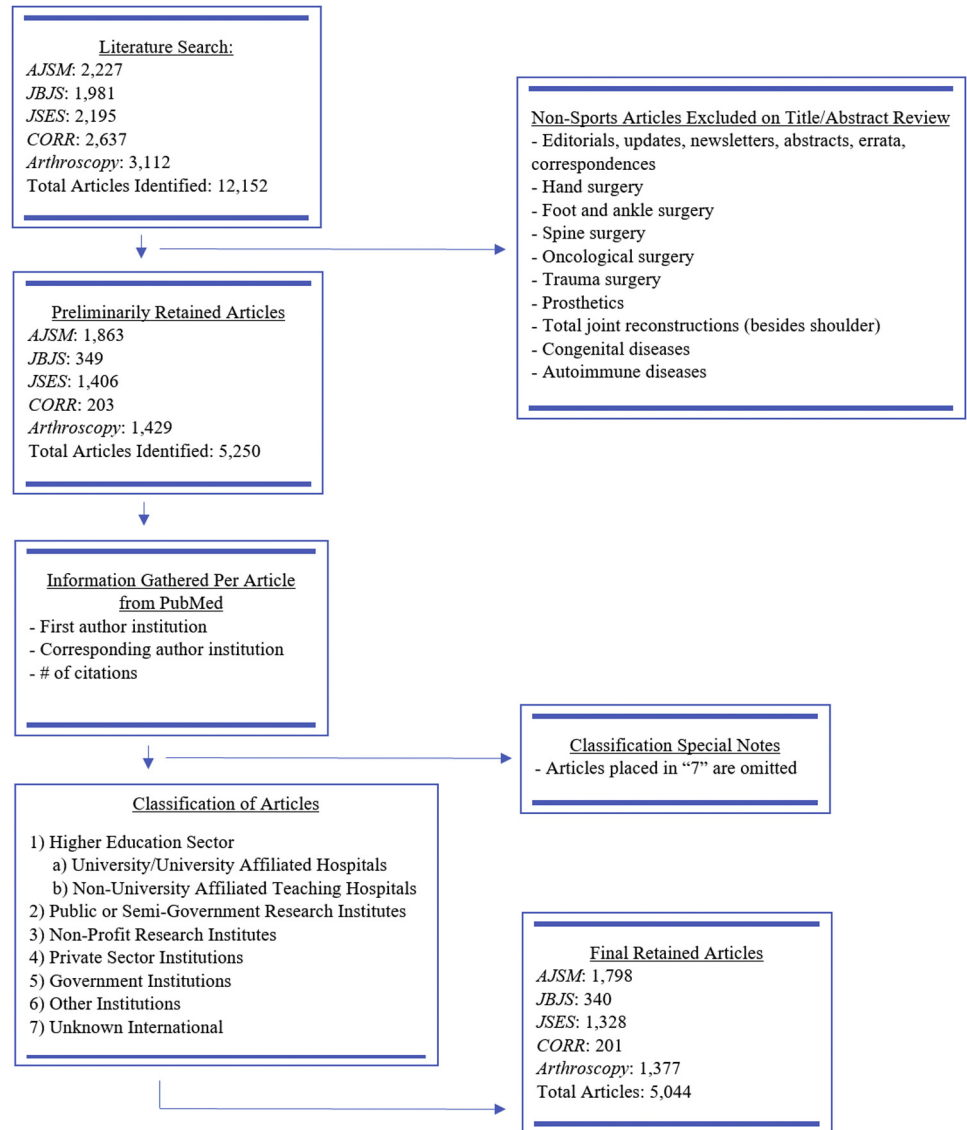 Literature Search:
AJSM: 2,227
JBJS: 1,981
JSES: 2,195
CORR: 2,637
Arthroscopy: 3,112
Total Articles Identified: 12,152
Non-Sports Articles Excluded on Title/Abstract Review
- Editorials, updates, newsletters, abstracts, errata,
correspondences
- Hand surgery
- Foot and ankle surgery
- Spine surgery
- Oncological surgery
- Trauma surgery
- Prosthetics
- Total joint reconstructions (besides shoulder)
- Congenital diseases
- Autoimmune diseases
Preliminarily Retained Articles
AJSM: 1,863
JBJS: 349
JSES: 1,406
CORR: 203
Arthroscopy: 1,429
Total Articles Identified: 5,250
Information Gathered Per Article
from PubMed
- First author institution
- Corresponding author institution
- # of citations
Classification Special Notes
- Articles placed in “7” are omitted
Classification of Articles
1) Higher Education Sector
a) University/University Affiliated Hospitals
b) Non-University Affiliated Teaching Hospitals
2) Public or Semi-Government Research Institutes
3) Non-Profit Research Institutes
4) Private Sector Institutions
5) Government Institutions
6) Other Institutions
7) Unknown International
Final Retained Articles
AJSM: 1,798
JBJS: 340
JSES: 1,328
CORR: 201
Arthroscopy: 1,377
Total Articles: 5,044